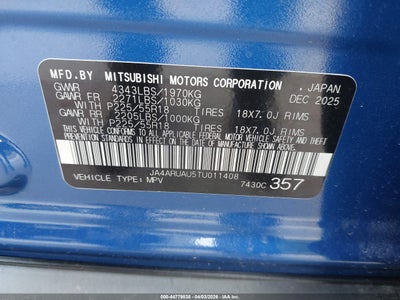 MFD.BY MITSUBISHI MOTORS CORPORATION, JAPAN
GVWR 4343LBS/1970KG DEC 2025
GAWR FR 2271LBS/1030KG
WITH P225/55R18 TIRES 18X7.0J RIMS
GAWR RR 2205LBS/1000KG
WITH P225/55R18 TIRES 18X7.0J RIMS
THIS VEHICLE CONFORMS TO ALL APPLICABLE FEDERAL MOTOR VEHICLE SAFETY, BUMPER, AND THEFT PREVENTION STANDARDS IN EFFECT ON THE DATE OF MANUFACTURE SHOWN ABOVE.
JA4ARUAU5TU011408
VEHICLE TYPE: MPV 7430C 357
000-44779838 - 04/03/2026 - IAA Inc.